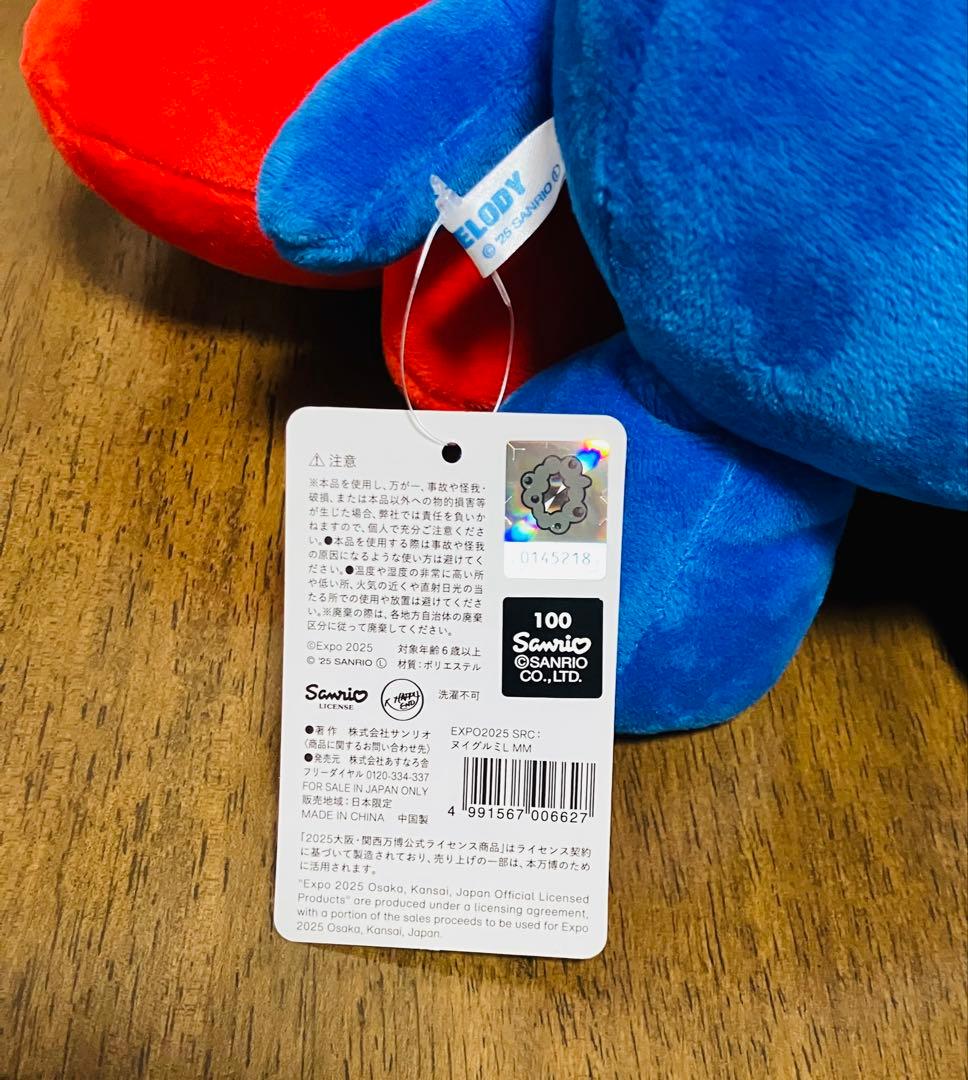 ELODY
© '25 SANRIO Ⓛ
⚠ 注意
※本品を使用し、万が一、事故や怪我・
破損、または本品以外への物的損害等
が生じた場合、弊社では責任を負いか
ねますので、個人で充分ご注意くださ
い。●本品を使用する際は事故や怪我
の原因になるような使い方は避けてく
ださい。●温度や湿度の非常に高い所
や低い所、火気の近くや直射日光の当
たる所での使用や放置は避けてくださ
い。※廃棄の際は、各地方自治体の廃棄
区分に従って廃棄してください。
©Expo 2025 対象年齢6歳以上
© '25 SANRIO Ⓛ 材質：ポリエステル
0145218
100
Sanrio
©SANRIO
CO.,LTD.
Sanrio
LICENSE
HAPPY
END
洗濯不可
●著作 株式会社サンリオ
〈商品に関するお問い合わせ先〉
●発売元 株式会社あすなろ舎
フリーダイヤル 0120-334-337
FOR SALE IN JAPAN ONLY
販売地域：日本限定
MADE IN CHINA 中国製
EXPO2025 SRC：
ヌイグルミL MM
4 991567 006627
「2025大阪・関西万博公式ライセンス商品」はライセンス契約
に基づいて製造されており、売り上げの一部は、本万博のため
に活用されます。
"Expo 2025 Osaka, Kansai, Japan Official Licensed
Products" are produced under a licensing agreement,
with a portion of the sales proceeds to be used for Expo
2025 Osaka, Kansai, Japan.